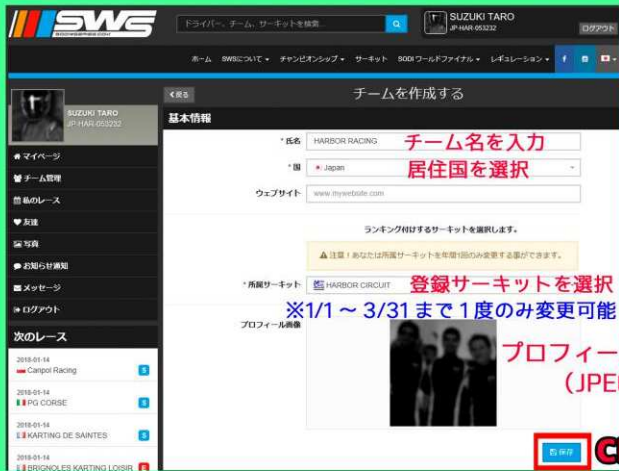 SWS
SODIWSERIES.COM
ドライバー、チーム、サーキットを検索
SUZUKI TARO
JP-HAR-053232
ログアウト
ホーム SWSについて チャンピオンシップ サーキット SODI ワールドファイナル レギュレーション
SUZUKI TARO
JP-HAR-053232
マイページ
チーム管理
私のレース
友達
写真
お知らせ通知
メッセージ
ログアウト
次のレース
2018-01-14
Canpol Racing S
2018-01-14
PG CORSE S
2018-01-14
KARTING DE SAINTES S
2018-01-14
BRIGNOLES KARTING LOISIR E
戻る
チームを作成する
基本情報
* 氏名 HARBOR RACING チーム名を入力
* 国 Japan 居住国を選択
ウェブサイト www.mywebsite.com
ランキング付けするサーキットを選択します。
注意!あなたは所属サーキットを年間1回のみ変更する事ができます。
* 所属サーキット HARBOR CIRCUIT 登録サーキットを選択
※1/1 ~ 3/31 まで 1 度のみ変更可能
プロフィール画像
プロフィー
(JPE
保存